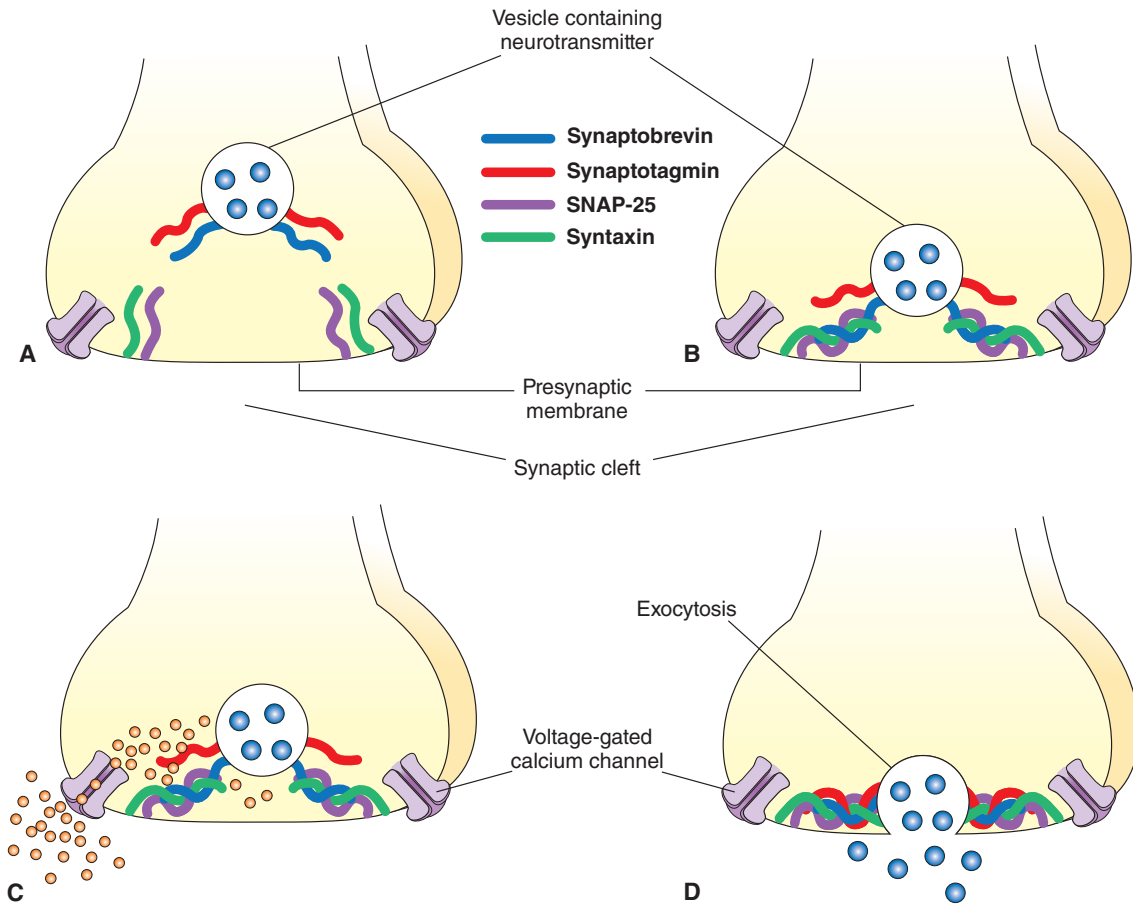 Vesicle containing
neurotransmitter
Synaptobrevin
Synaptotagmin
SNAP-25
Syntaxin
A
B
Presynaptic
membrane
Synaptic cleft
Exocytosis
Voltage-gated
calcium channel
C
D